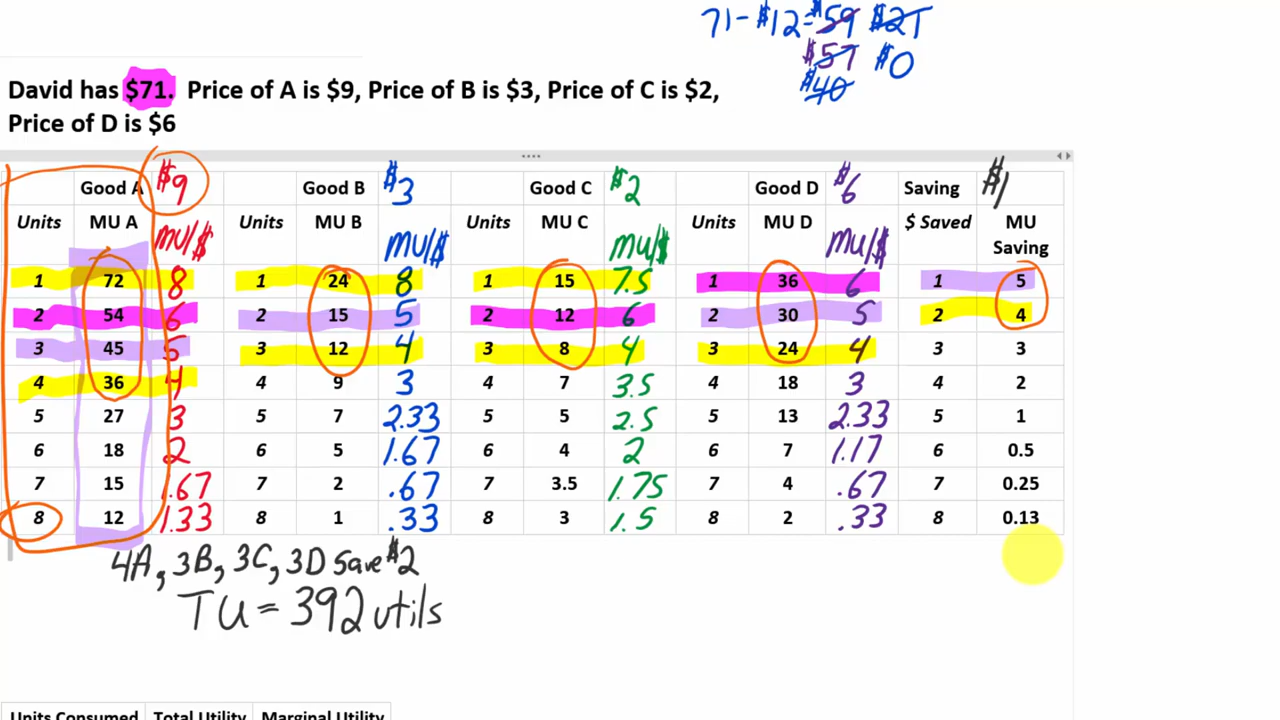 71 - $12 = $59 $21
$57 $0
$40
David has $71. Price of A is $9, Price of B is $3, Price of C is $2,
Price of D is $6
Good A $9 Good B $3 Good C $2 Good D $6 Saving $1
Units MU A MU/$ Units MU B MU/$ Units MU C MU/$ Units MU D MU/$ $ Saved MU Saving
1 72 8 1 24 8 1 15 7.5 1 36 6 1 5
2 54 6 2 15 5 2 12 6 2 30 5 2 4
3 45 5 3 12 4 3 8 4 3 24 4 3 3
4 36 4 4 9 3 4 7 3.5 4 18 3 4 2
5 27 3 5 7 2.33 5 5 2.5 5 13 2.33 5 1
6 18 2 6 5 1.67 6 4 2 6 7 1.17 6 0.5
7 15 1.67 7 2 .67 7 3.5 1.75 7 4 .67 7 0.25
8 12 1.33 8 1 .33 8 3 1.5 8 2 .33 8 0.13
4A, 3B, 3C, 3D Save $2
TU = 392 utils
Units Consumed Total Utility Marginal Utility